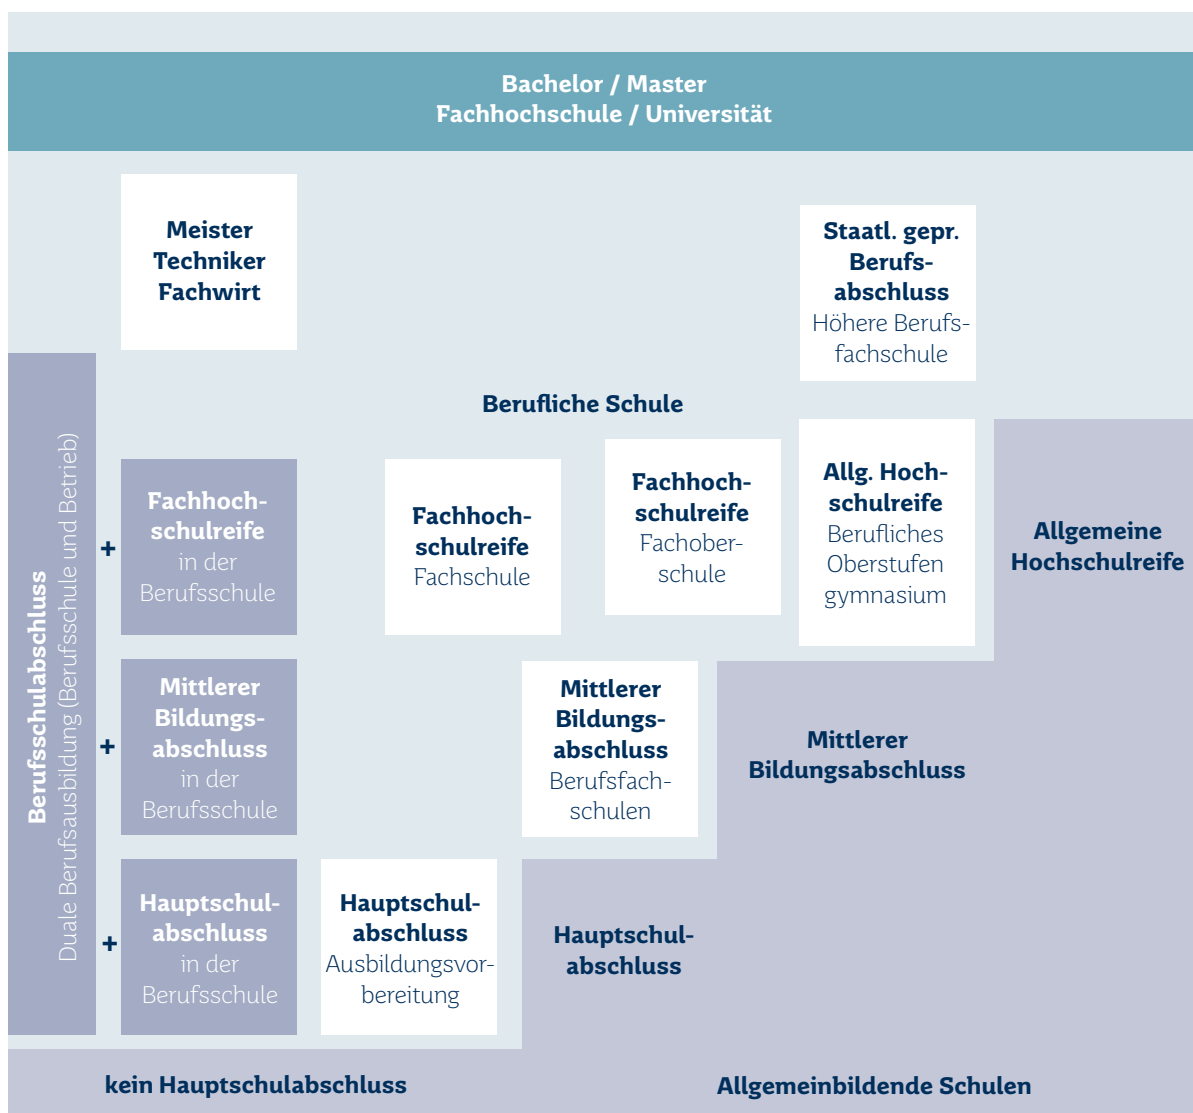 Bachelor / Master
Fachhochschule / Universität
Meister
Techniker
Fachwirt
Staatl. gepr.
Berufs-
abschluss
Höhere Berufs-
fachschule
Berufliche Schule
Berufsschulabschluss
Duale Berufsausbildung (Berufsschule und Betrieb)
+
Fachhoch-
schulreife
in der
Berufsschule
Fachhoch-
schulreife
Fachschule
Fachhoch-
schulreife
Fachober-
schule
Allg. Hoch-
schulreife
Berufliches
Oberstufen
gymnasium
Allgemeine
Hochschulreife
+
Mittlerer
Bildungs-
abschluss
in der
Berufsschule
Mittlerer
Bildungs-
abschluss
Berufsfach-
schulen
Mittlerer
Bildungsabschluss
+
Hauptschul-
abschluss
in der
Berufsschule
Hauptschul-
abschluss
Ausbildungsvor-
bereitung
Hauptschul-
abschluss
kein Hauptschulabschluss
Allgemeinbildende Schulen